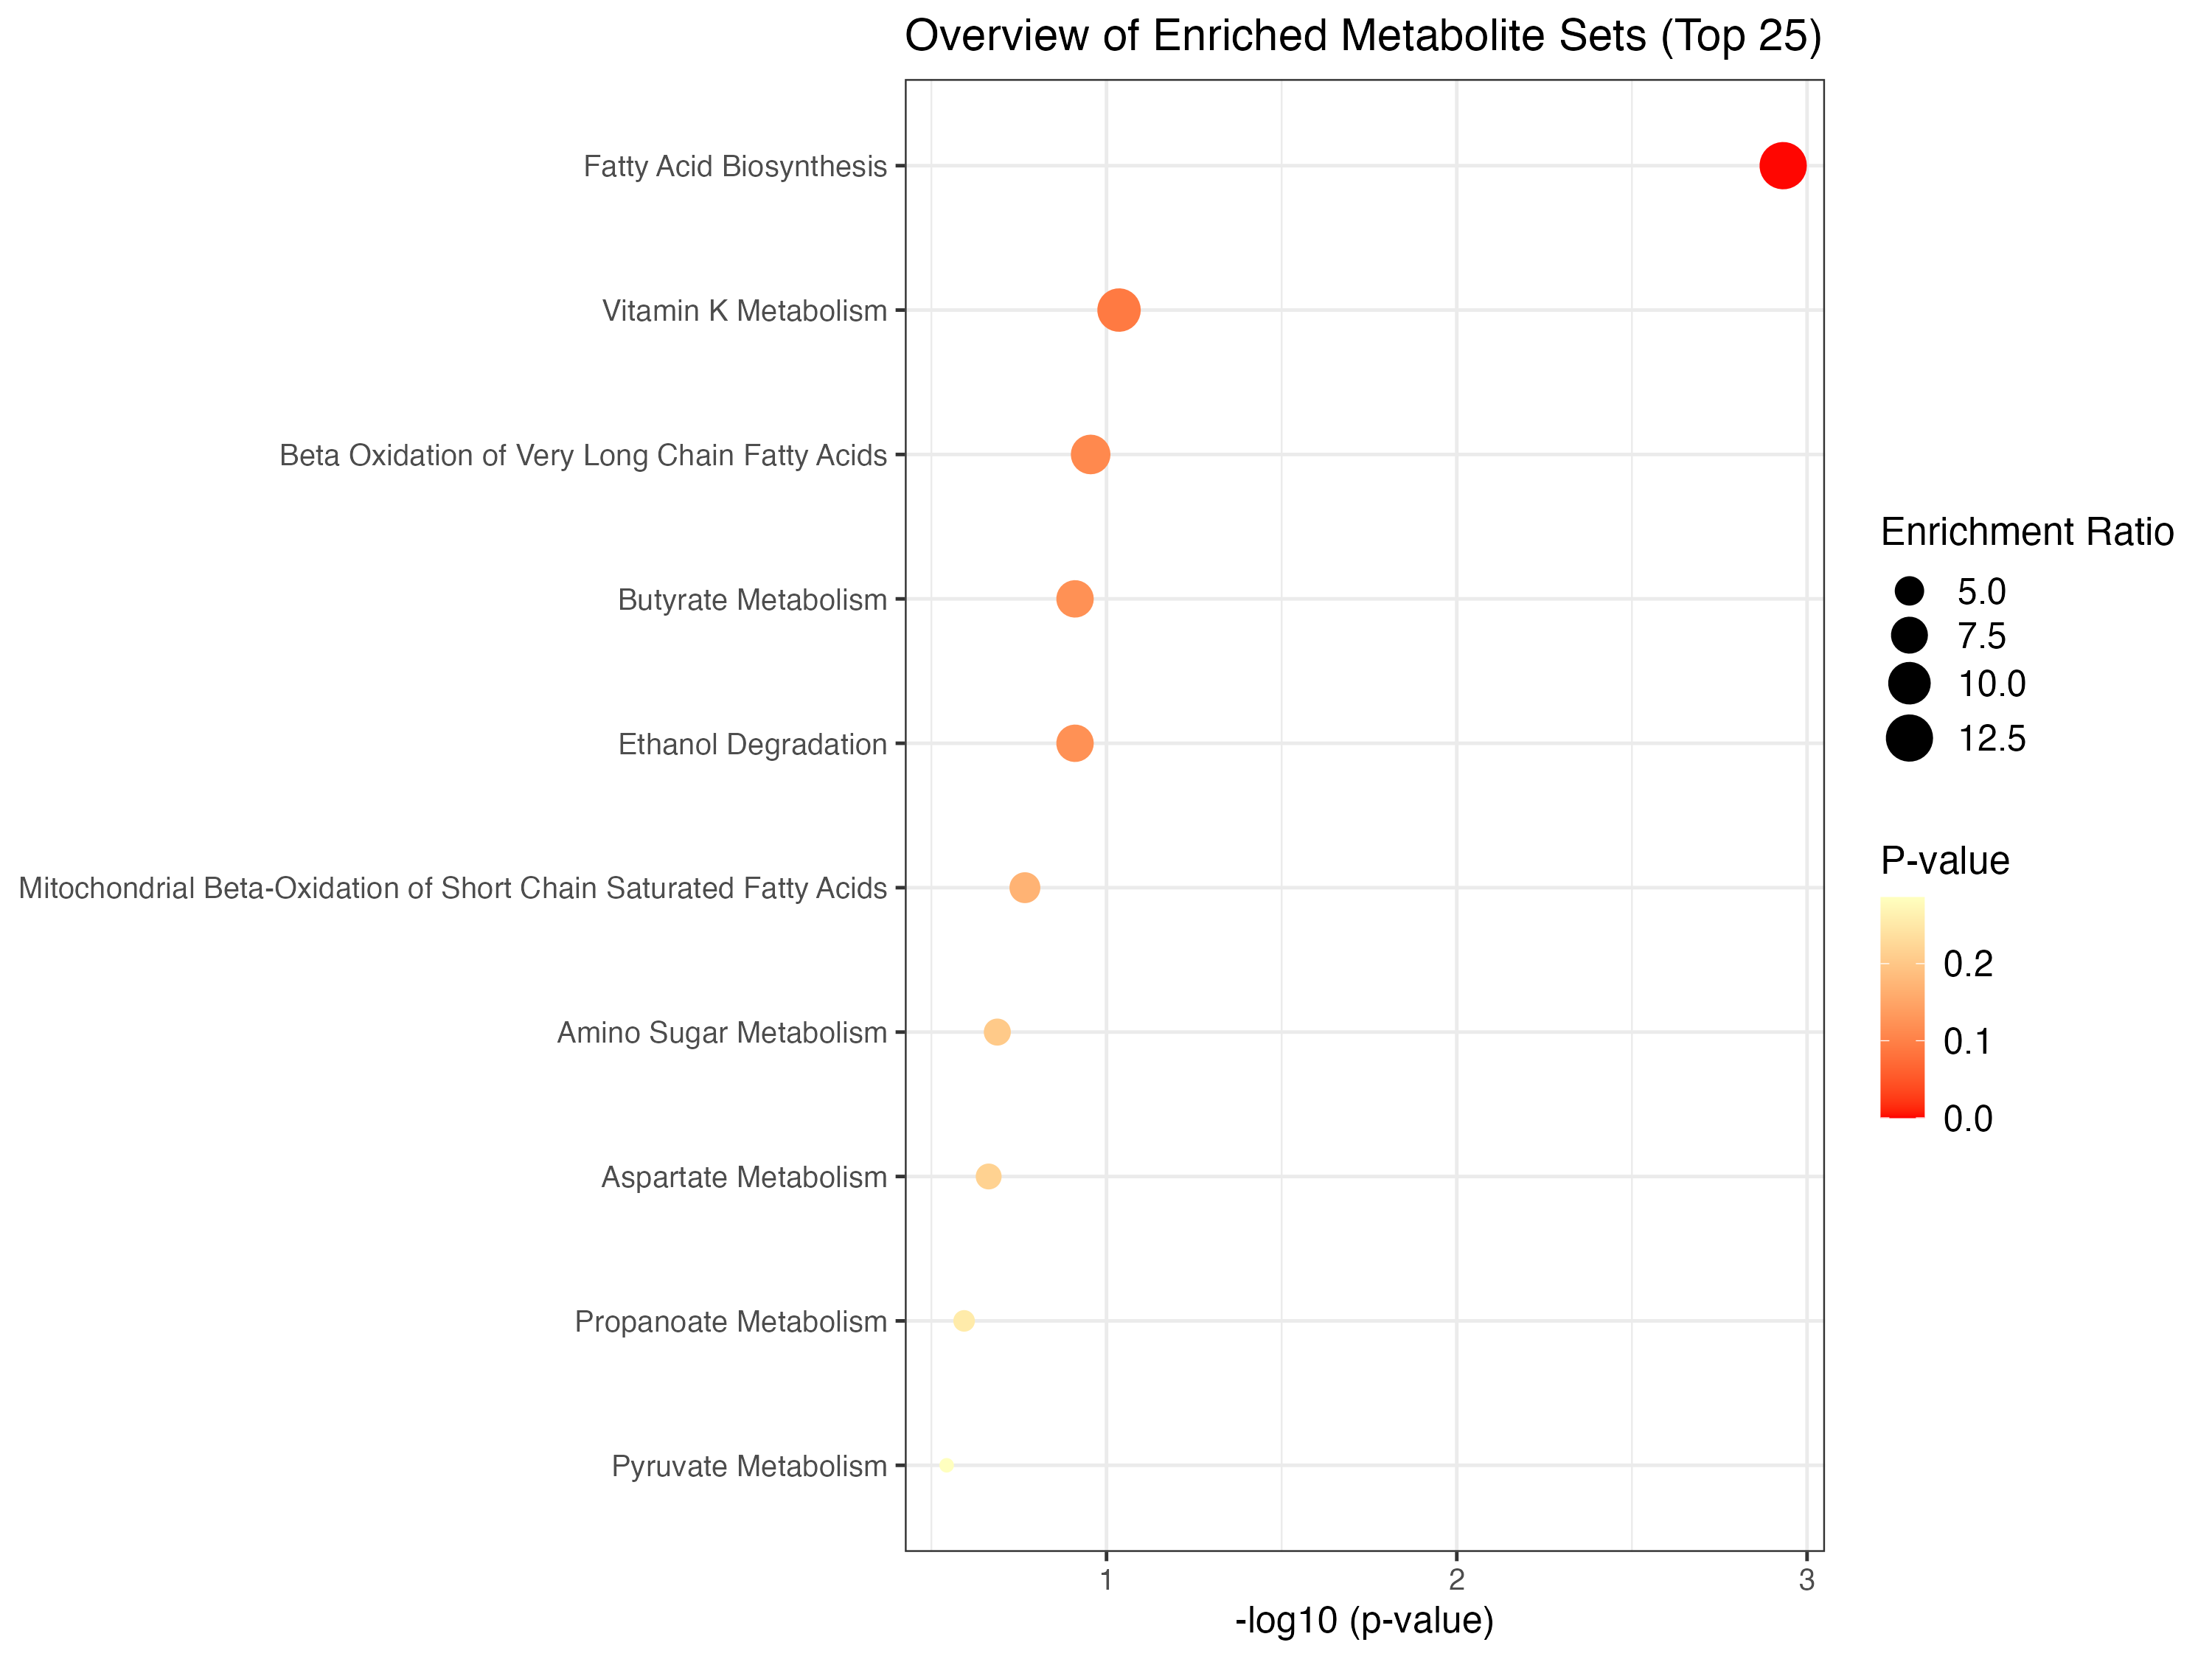 Overview of Enriched Metabolite Sets (Top 25)
Fatty Acid Biosynthesis
Vitamin K Metabolism
Beta Oxidation of Very Long Chain Fatty Acids
Butyrate Metabolism
Ethanol Degradation
Mitochondrial Beta-Oxidation of Short Chain Saturated Fatty Acids
Amino Sugar Metabolism
Aspartate Metabolism
Propanoate Metabolism
Pyruvate Metabolism
1 2 3
-log10 (p-value)
Enrichment Ratio
5.0
7.5
10.0
12.5
P-value
0.2
0.1
0.0